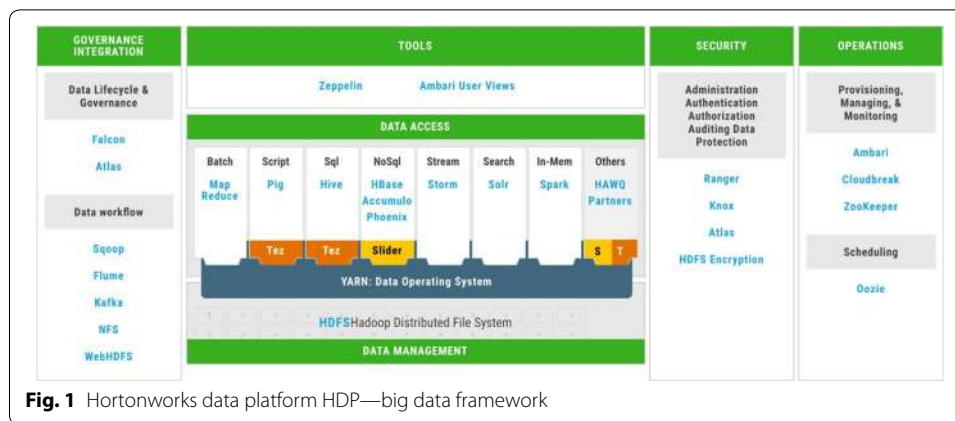 GOVERNANCE
INTEGRATION
Data Lifecycle &
Governance
Falcon
Atlas
Data workflow
Sqoop
Flume
Kafka
NFS
WebHDFS
TOOLS
Zeppelin Ambari User Views
DATA ACCESS
Batch Script Sql NoSql Stream Search In-Mem Others
Map Pig Hive HBase Storm Solr Spark HAWQ
Reduce Accumulo Partners
Phoenix
Tez Tez Slider S T
YARN: Data Operating System
HDFSHadoop Distributed File System
DATA MANAGEMENT
SECURITY
Administration
Authentication
Authorization
Auditing Data
Protection
Ranger
Knox
Atlas
HDFS Encryption
OPERATIONS
Provisioning,
Managing, &
Monitoring
Ambari
Cloudbreak
ZooKeeper
Scheduling
Oozie
Fig. 1 Hortonworks data platform HDP—big data framework